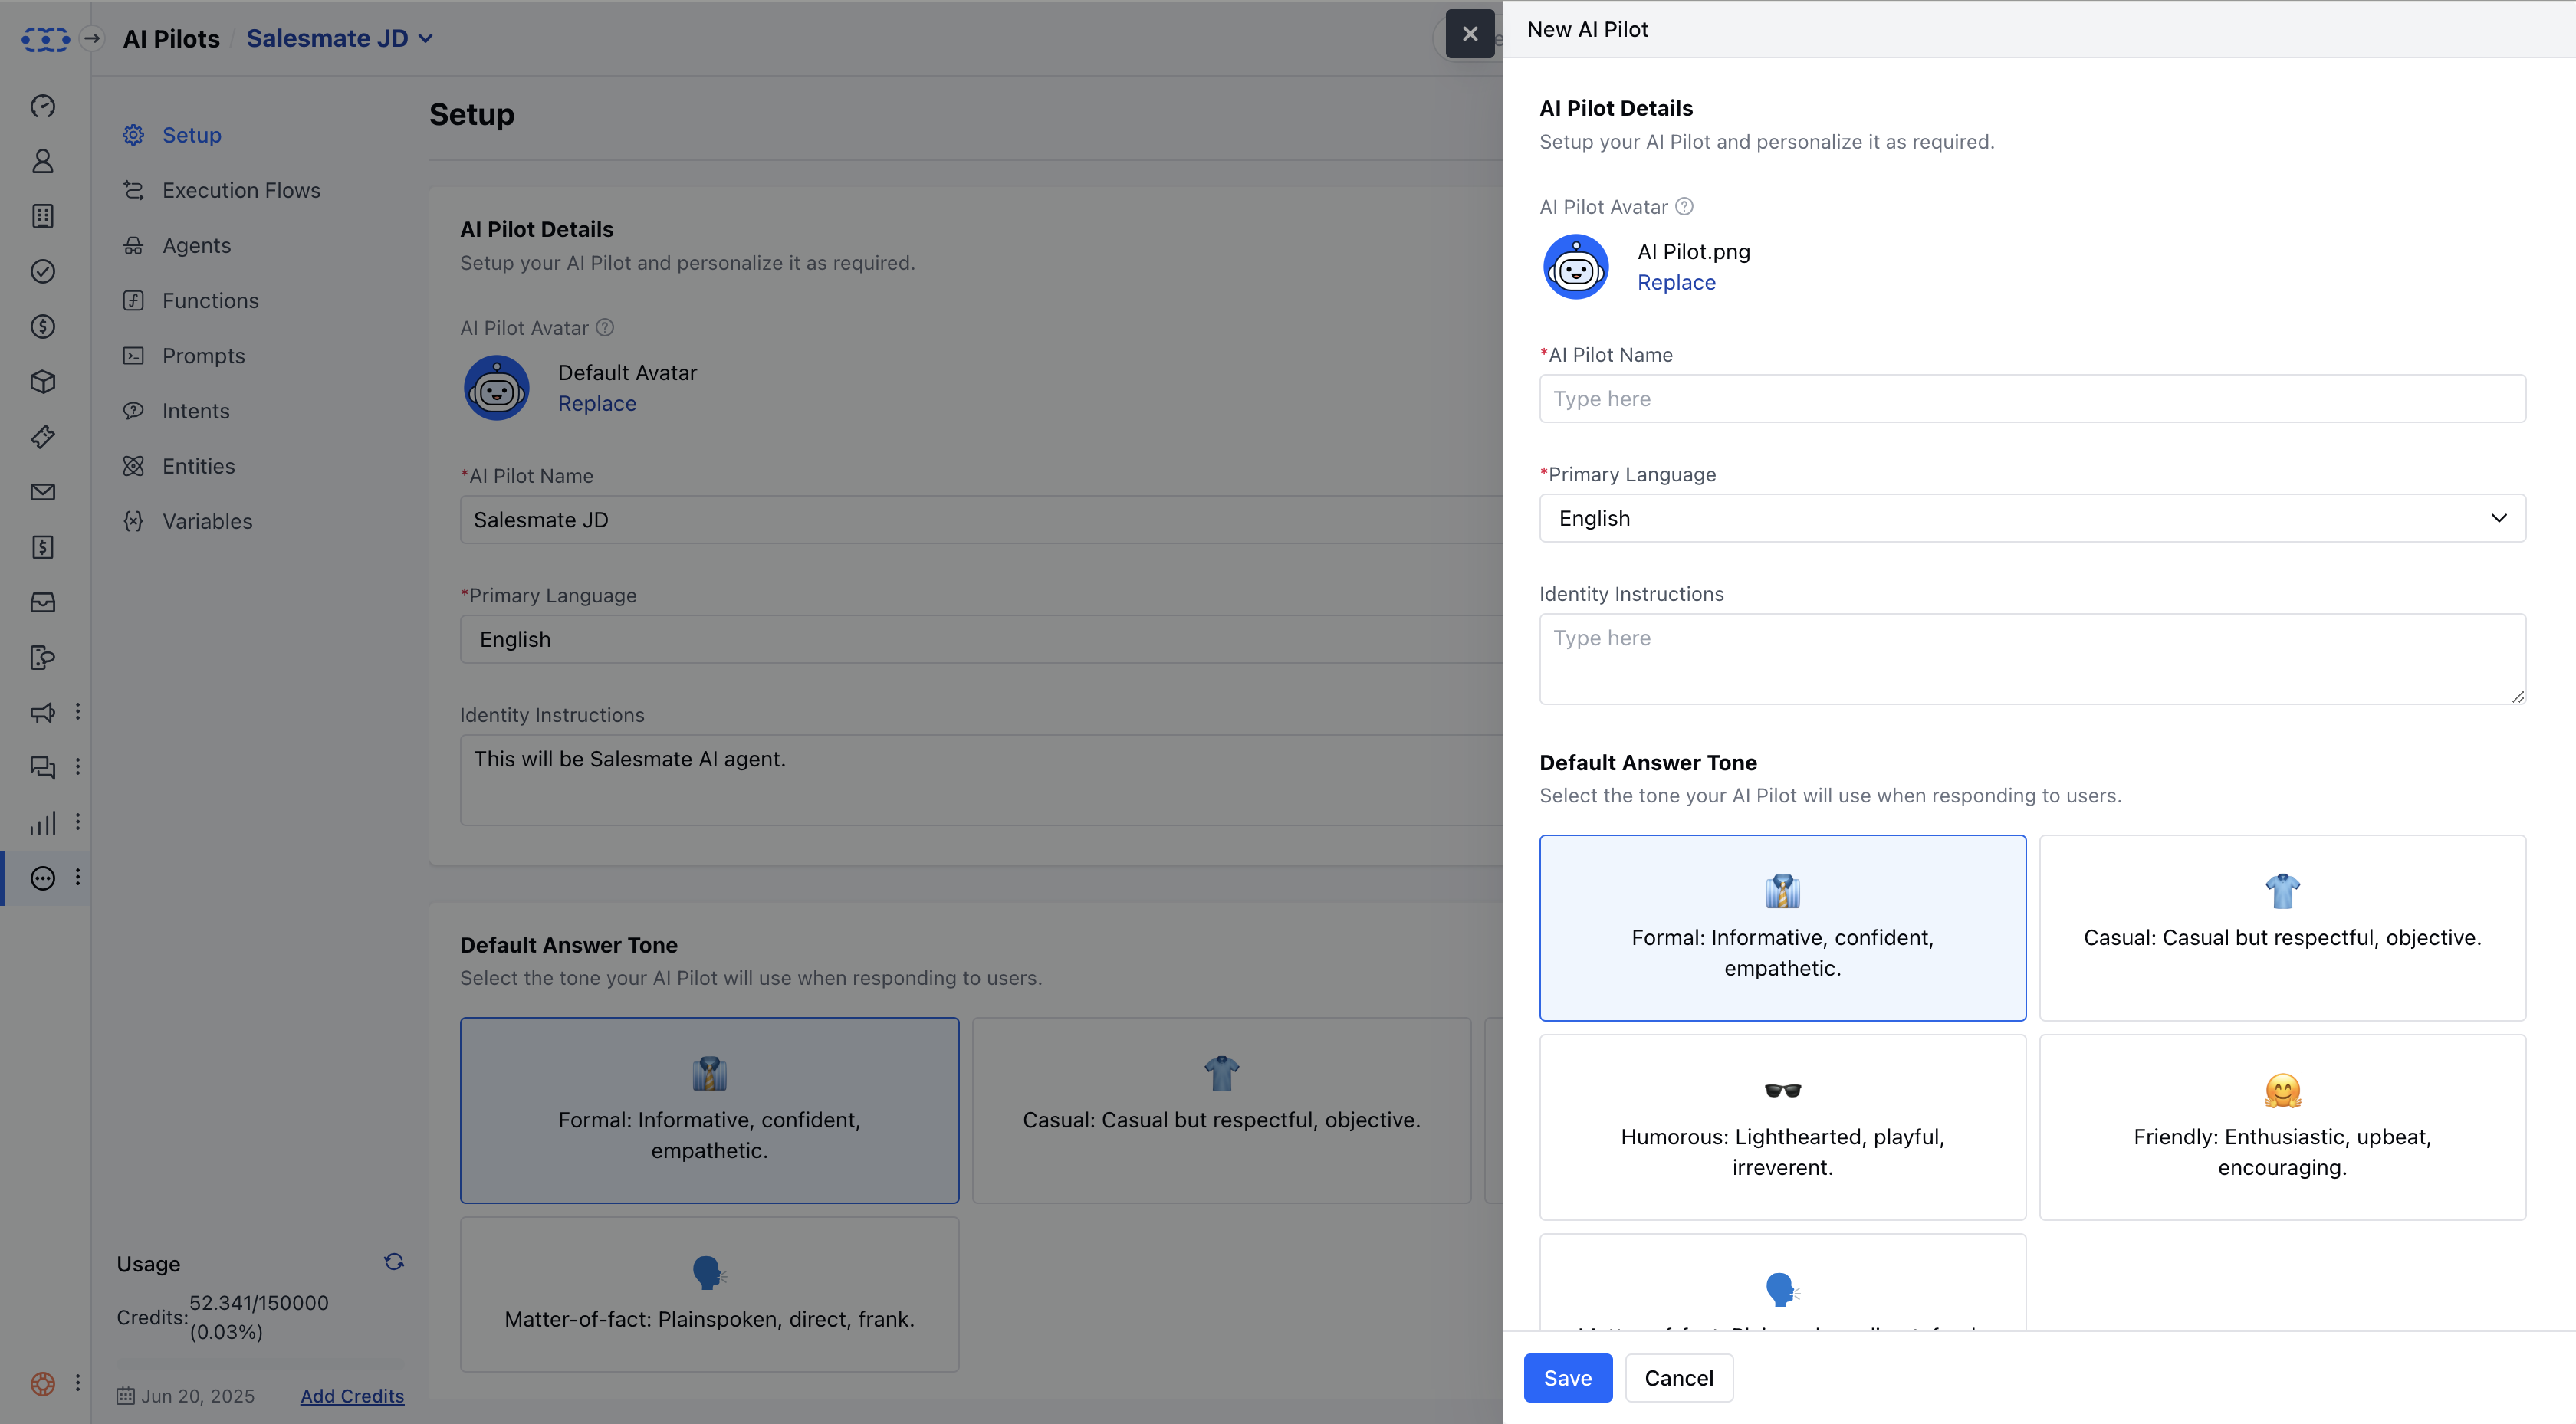 AI Pilots / Salesmate JD
Setup
Execution Flows
Agents
Functions
Prompts
Intents
Entities
Variables
Usage
Credits: 52.341/150000
(0.03%)
Jun 20, 2025
Add Credits
Setup
AI Pilot Details
Setup your AI Pilot and personalize it as required.
AI Pilot Avatar
Default Avatar
Replace
*AI Pilot Name
Salesmate JD
*Primary Language
English
Identity Instructions
This will be Salesmate AI agent.
Default Answer Tone
Select the tone your AI Pilot will use when responding to users.
Formal: Informative, confident,
empathetic.
Casual: Casual but respectful, objective.
Matter-of-fact: Plainspoken, direct, frank.
New AI Pilot
AI Pilot Details
Setup your AI Pilot and personalize it as required.
AI Pilot Avatar
AI Pilot.png
Replace
*AI Pilot Name
Type here
*Primary Language
English
Identity Instructions
Type here
Default Answer Tone
Select the tone your AI Pilot will use when responding to users.
Formal: Informative, confident,
empathetic.
Casual: Casual but respectful, objective.
Humorous: Lighthearted, playful,
irreverent.
Friendly: Enthusiastic, upbeat,
encouraging.
Save
Cancel